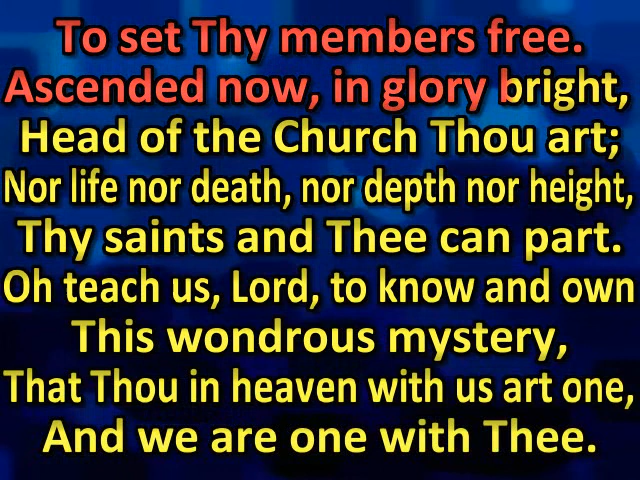 To set Thy members free.
Ascended now, in glory bright,
Head of the Church Thou art;
Nor life nor death, nor depth nor height,
Thy saints and Thee can part.
Oh teach us, Lord, to know and own
This wondrous mystery,
That Thou in heaven with us art one,
And we are one with Thee.